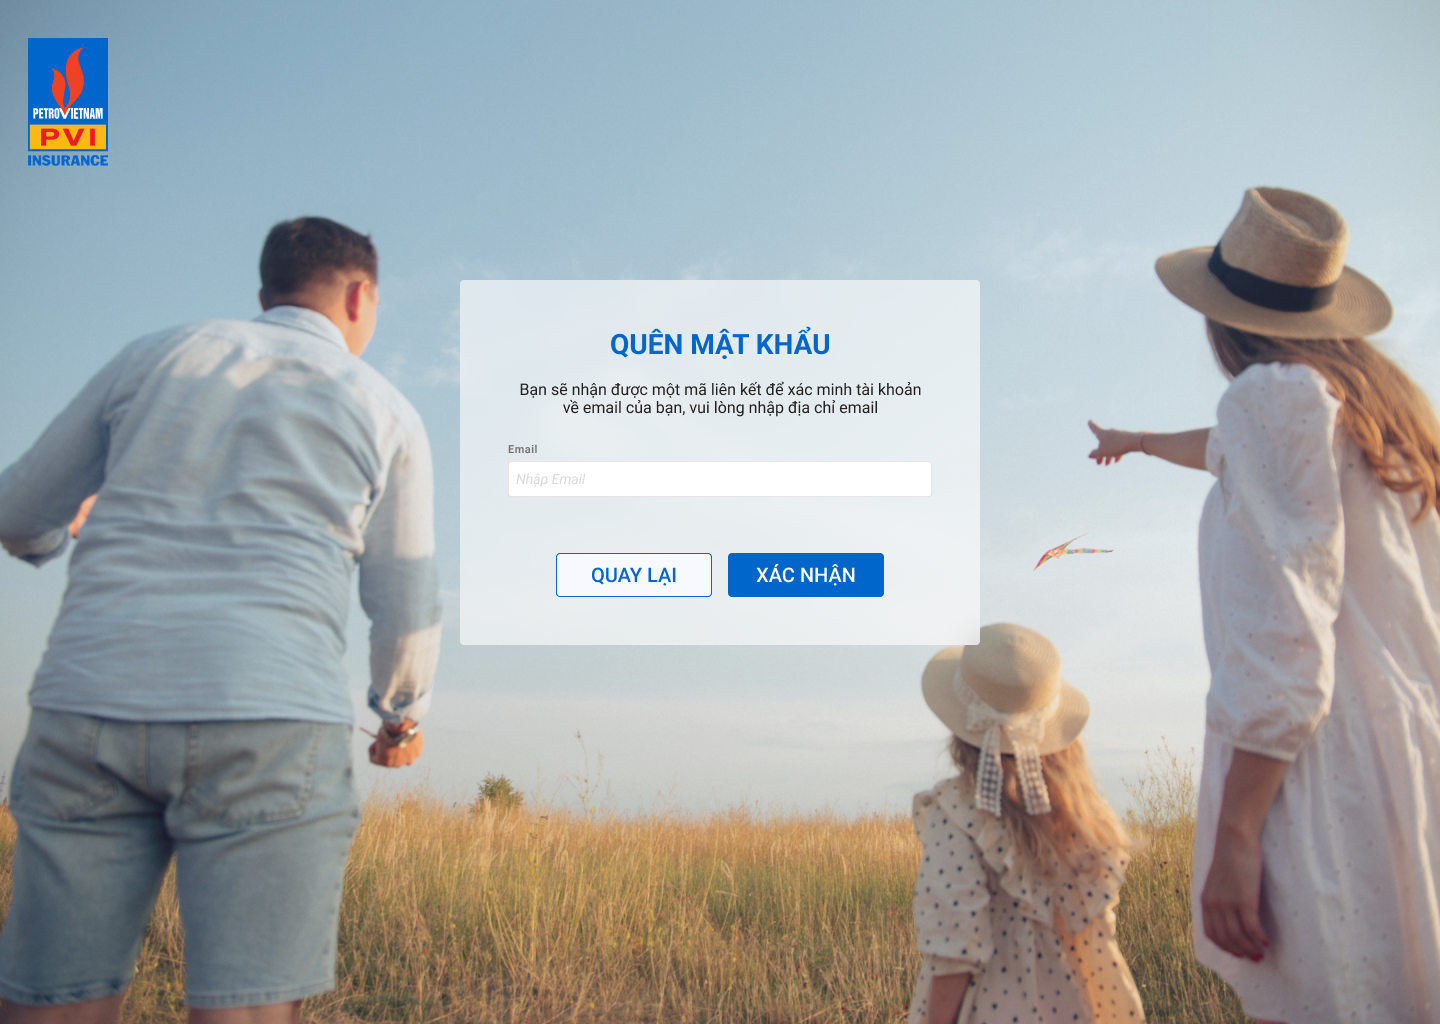 PETROVIETNAM
PVI
INSURANCE
QUÊN MẬT KHẨU
Bạn sẽ nhận được một mã liên kết để xác minh tài khoản
về email của bạn, vui lòng nhập địa chỉ email
Email
Nhập Email
QUAY LẠI
XÁC NHẬN